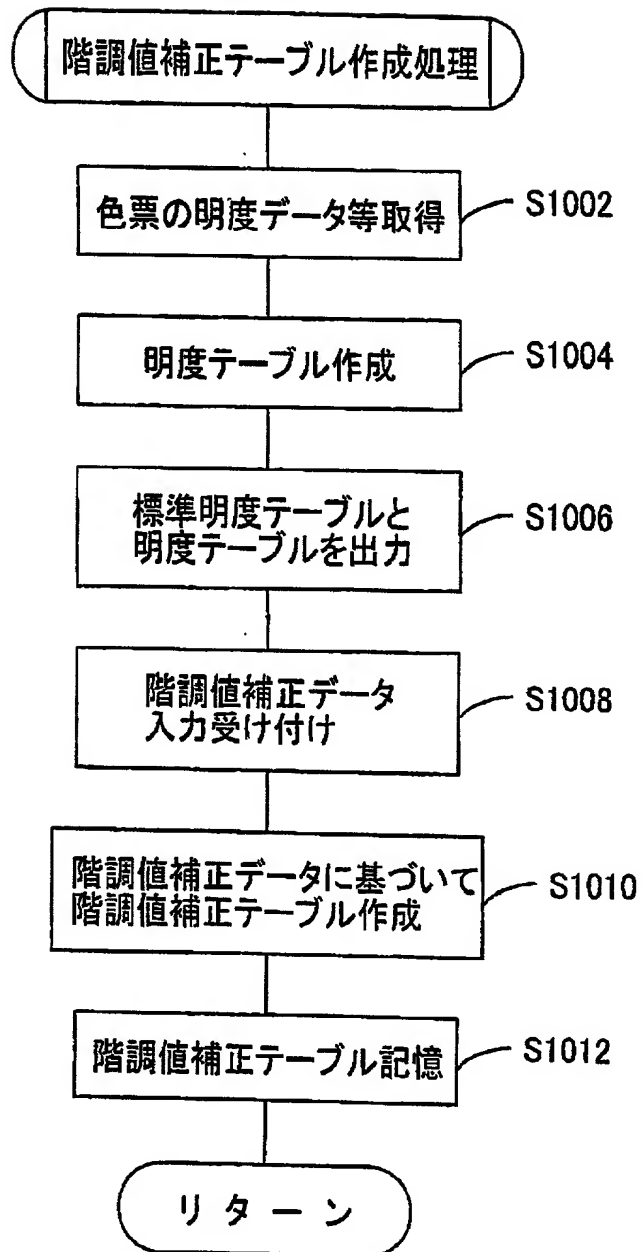 階調値補正テーブル作成処理
色票の明度データ等取得
S1002
明度テーブル作成
S1004
標準明度テーブルと
明度テーブルを出力
S1006
階調値補正データ
入力受け付け
S1008
階調値補正データに基づいて
階調値補正テーブル作成
S1010
階調値補正テーブル記憶
S1012
リターン